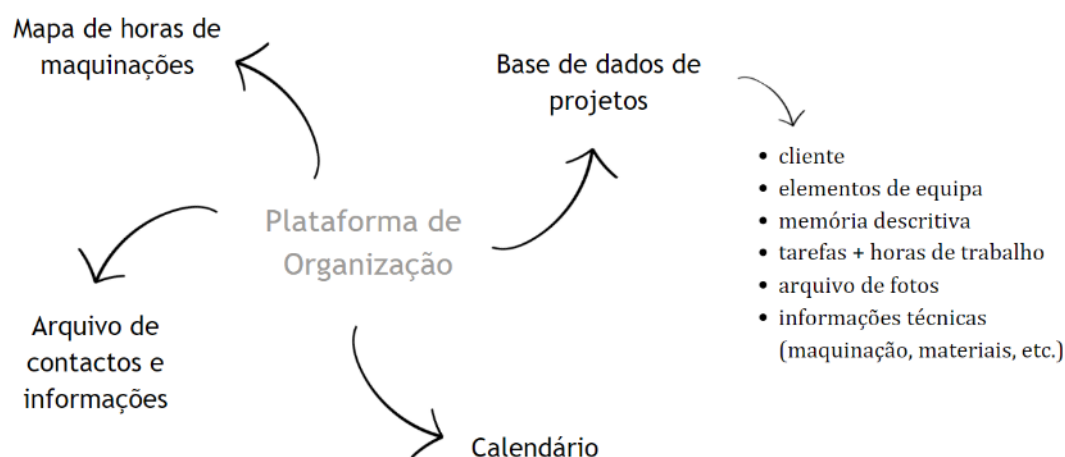 Mapa de horas de
maquinações
Base de dados de
projetos
• cliente
• elementos de equipa
• memória descritiva
• tarefas + horas de trabalho
• arquivo de fotos
• informações técnicas
(maquinação, materiais, etc.)
Plataforma de
Organização
Arquivo de
contactos e
informações
Calendário